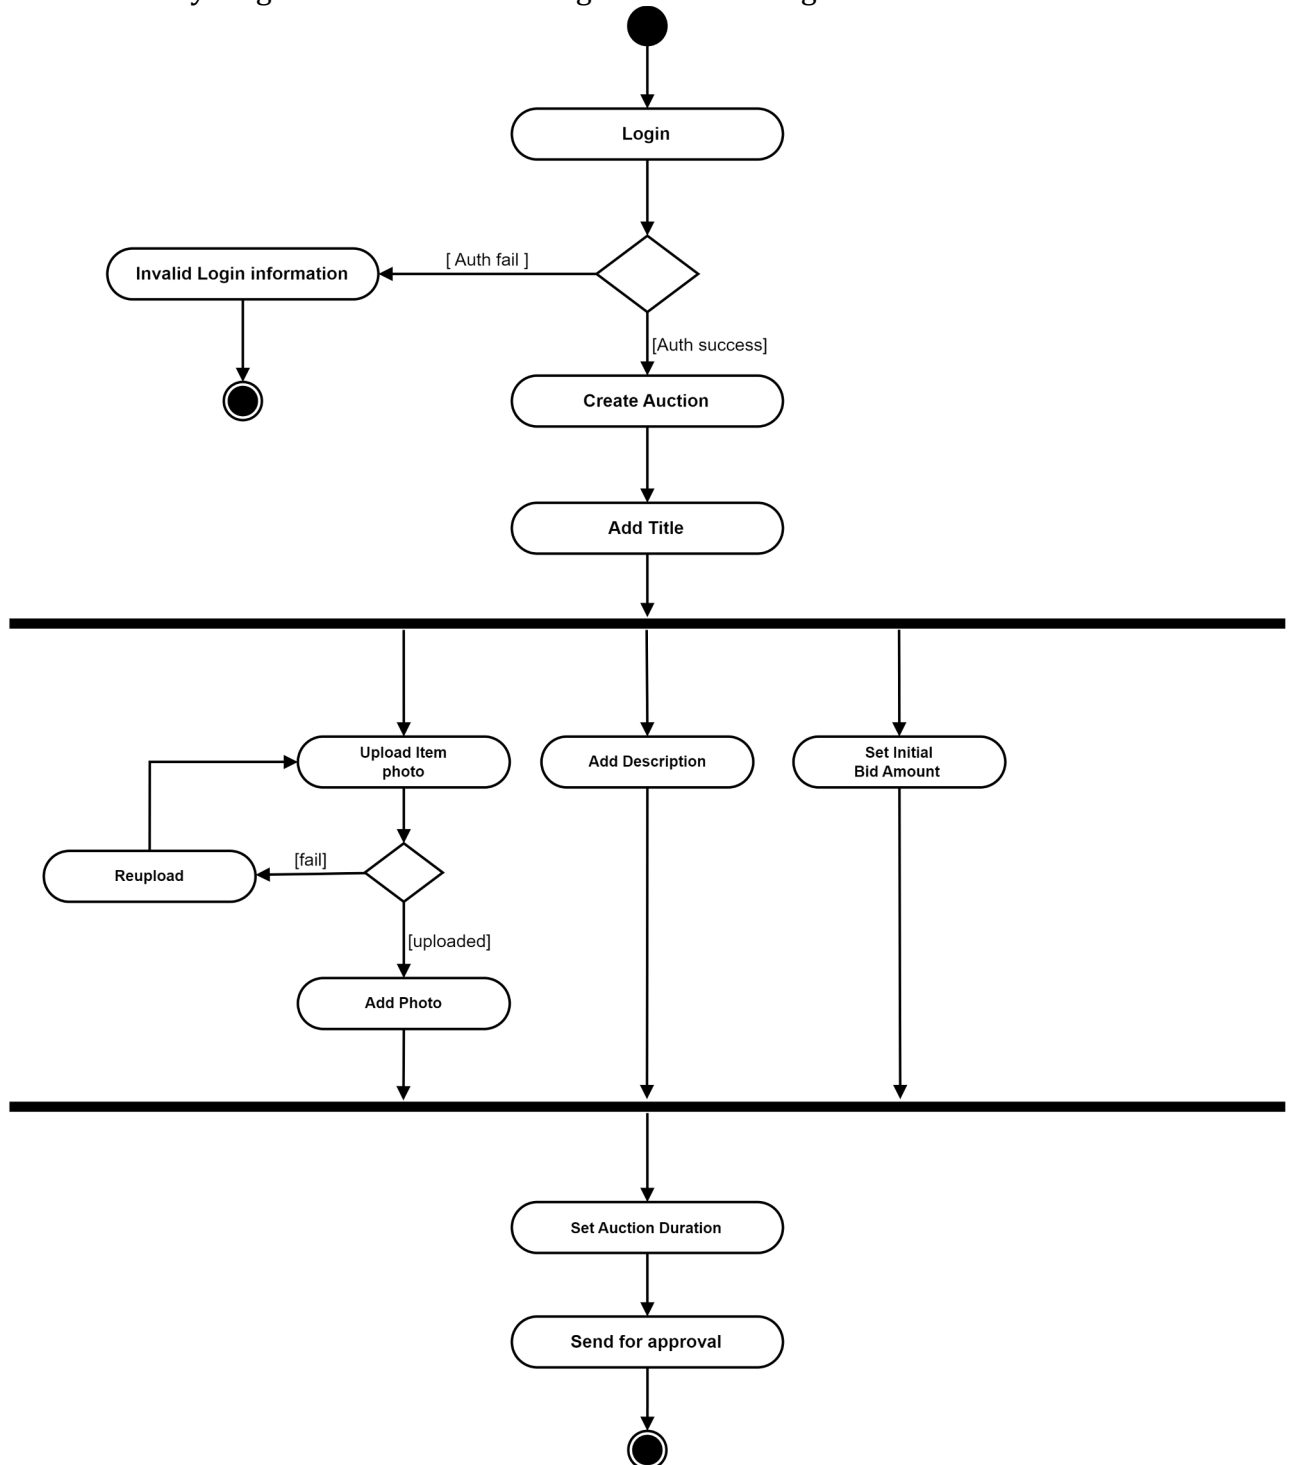 Login
[ Auth fail ]
Invalid Login information
[Auth success]
Create Auction
Add Title
Upload Item
photo
Add Description
Set Initial
Bid Amount
[fail]
Reupload
[uploaded]
Add Photo
Set Auction Duration
Send for approval